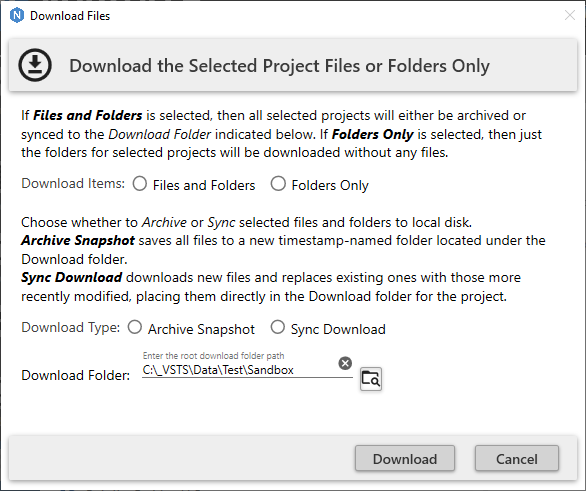 Download Files
Download the Selected Project Files or Folders Only
If Files and Folders is selected, then all selected projects will either be archived or
synced to the Download Folder indicated below. If Folders Only is selected, then just
the folders for selected projects will be downloaded without any files.
Download Items: Files and Folders Folders Only
Choose whether to Archive or Sync selected files and folders to local disk.
Archive Snapshot saves all files to a new timestamp-named folder located under the
Download folder.
Sync Download downloads new files and replaces existing ones with those more
recently modified, placing them directly in the Download folder for the project.
Download Type: Archive Snapshot Sync Download
Enter the root download folder path
Download Folder: C:\_VSTS\Data\Test\Sandbox
Download Cancel